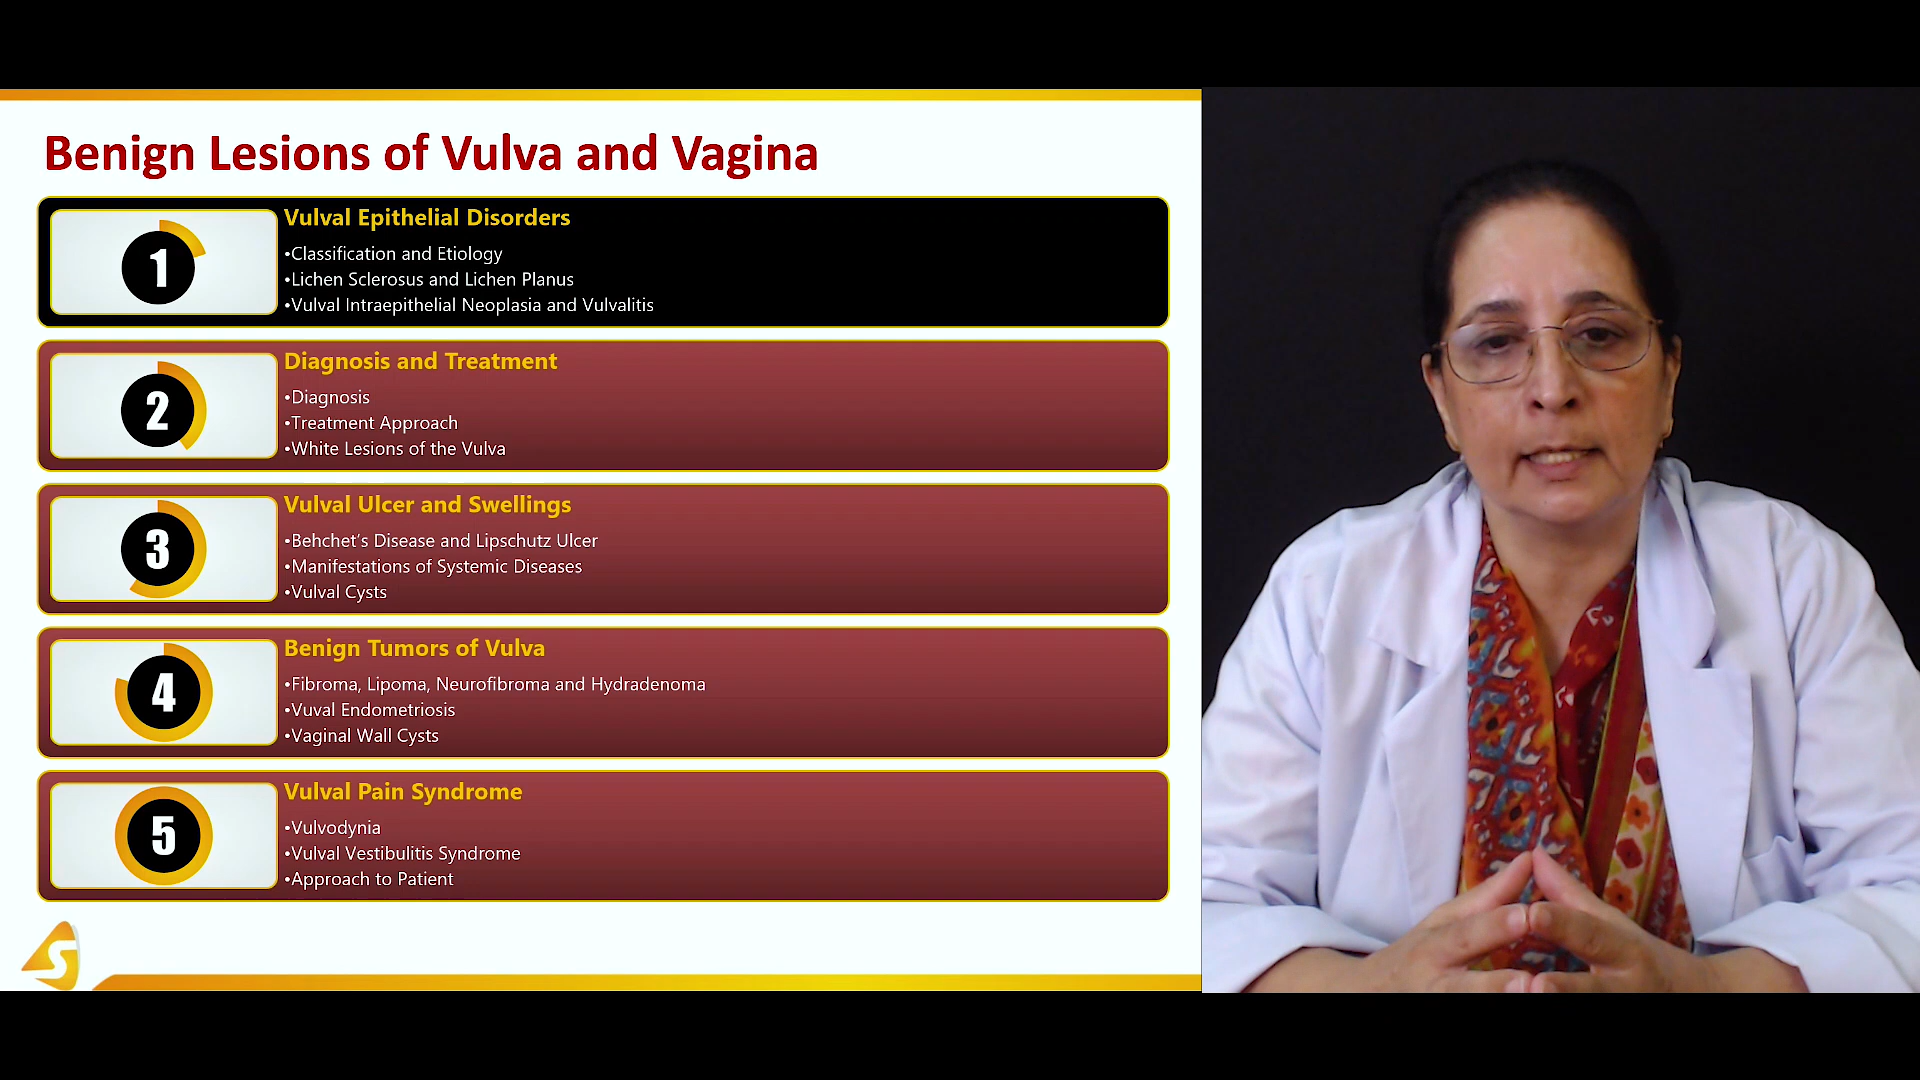 Benign Lesions of Vulva and Vagina
1
Vulval Epithelial Disorders
•Classification and Etiology
•Lichen Sclerosus and Lichen Planus
•Vulval Intraepithelial Neoplasia and Vulvalitis
2
Diagnosis and Treatment
•Diagnosis
•Treatment Approach
•White Lesions of the Vulva
3
Vulval Ulcer and Swellings
•Behchet’s Disease and Lipschutz Ulcer
•Manifestations of Systemic Diseases
•Vulval Cysts
4
Benign Tumors of Vulva
•Fibroma, Lipoma, Neurofibroma and Hydradenoma
•Vuval Endometriosis
•Vaginal Wall Cysts
5
Vulval Pain Syndrome
•Vulvodynia
•Vulval Vestibulitis Syndrome
•Approach to Patient
S